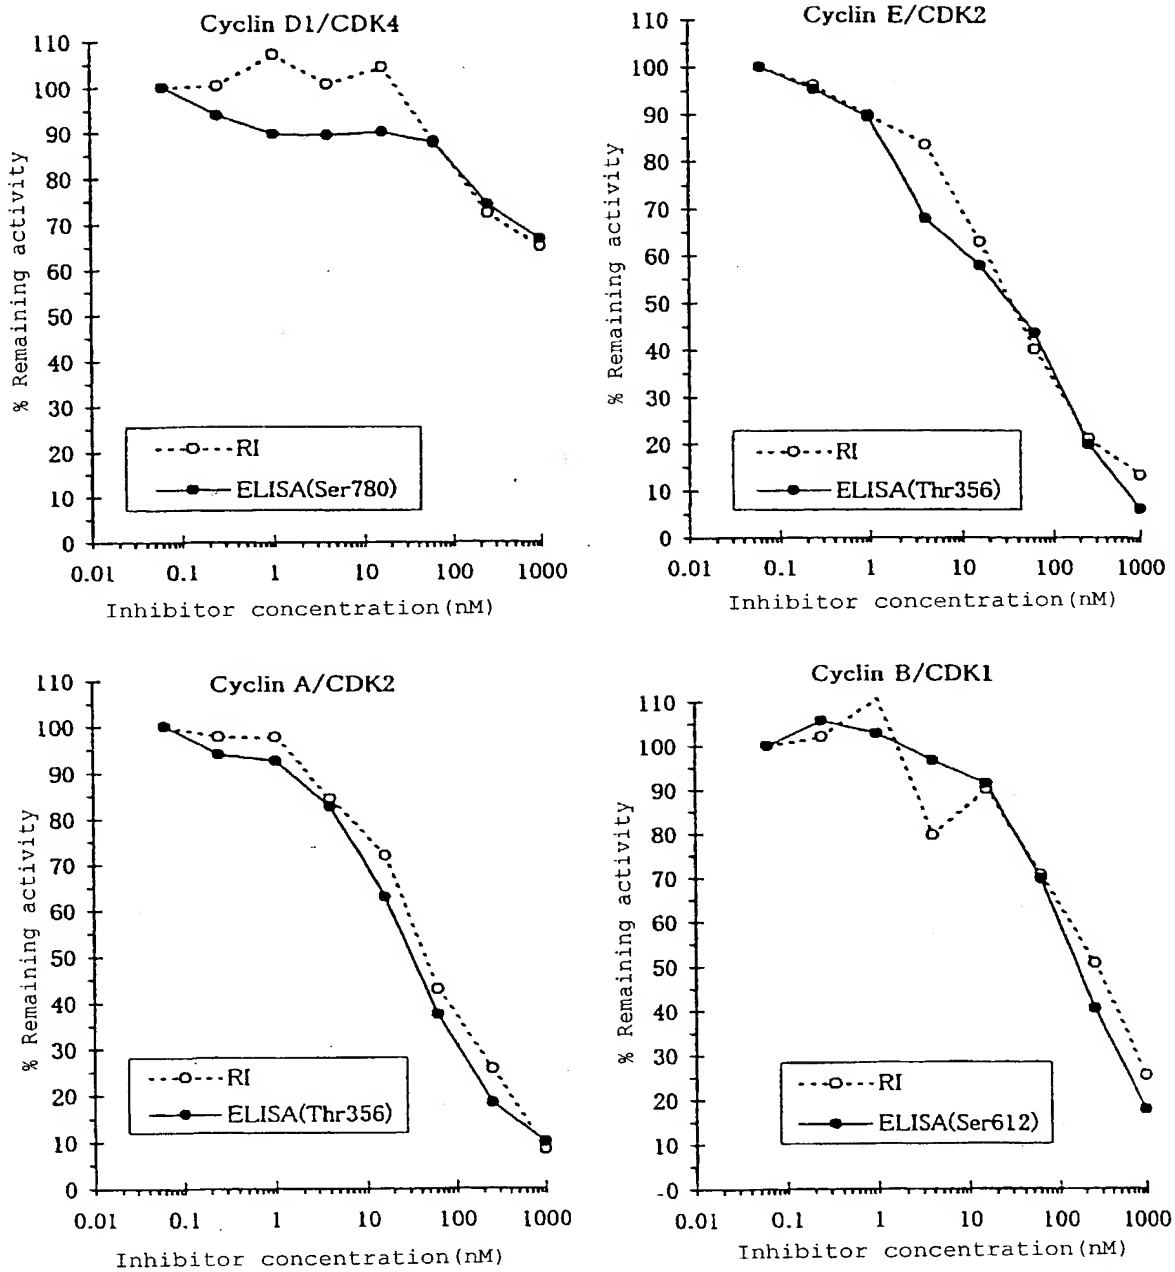 Cyclin D1/CDK4
110
100
90
80
70
60
50
40
30
20
10
0
% Remaining activity
RI
ELISA(Ser780)
0.01 0.1 1 10 100 1000
Inhibitor concentration(nM)
Cyclin E/CDK2
110
100
90
80
70
60
50
40
30
20
10
0
% Remaining activity
RI
ELISA(Thr356)
0.01 0.1 1 10 100 1000
Inhibitor concentration(nM)
Cyclin A/CDK2
110
100
90
80
70
60
50
40
30
20
10
0
% Remaining activity
RI
ELISA(Thr356)
0.01 0.1 1 10 100 1000
Inhibitor concentration(nM)
Cyclin B/CDK1
110
100
90
80
70
60
50
40
30
20
10
-0
% Remaining activity
RI
ELISA(Ser612)
0.01 0.1 1 10 100 1000
Inhibitor concentration(nM)